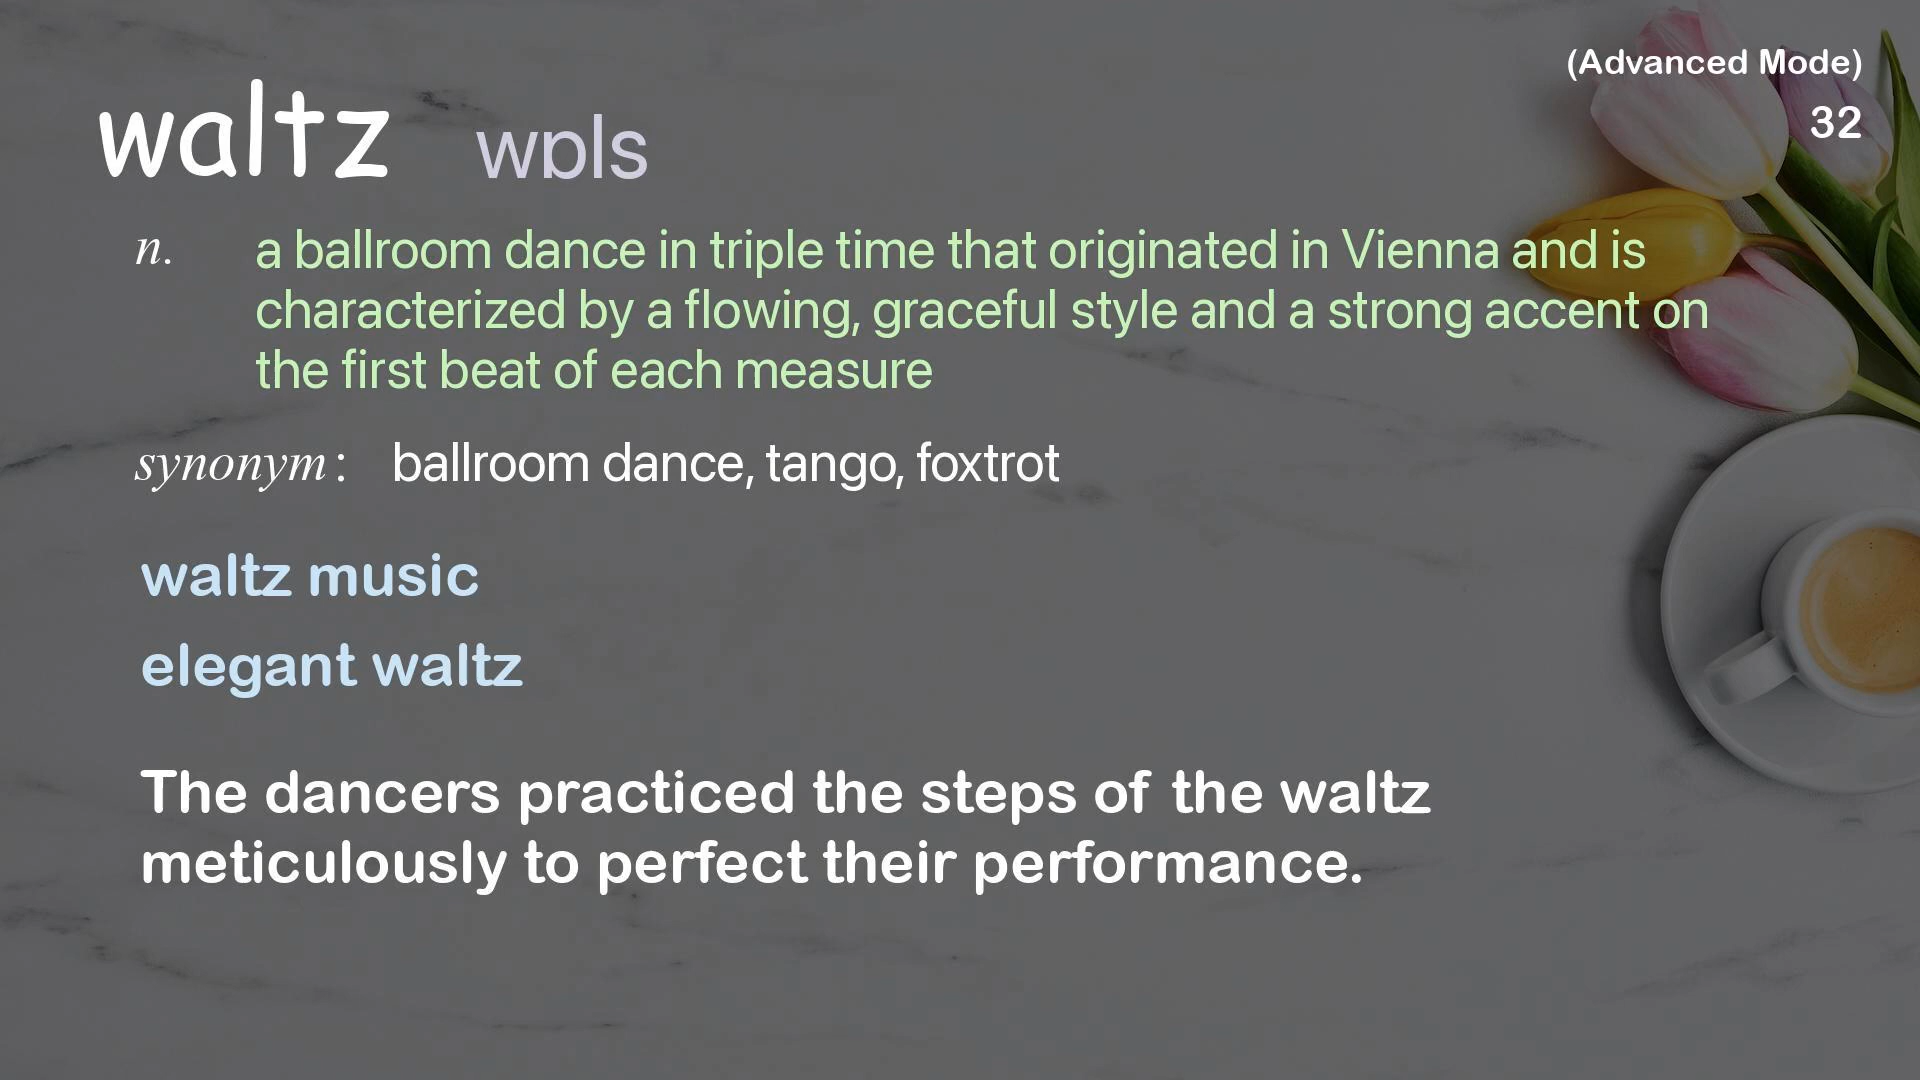 (Advanced Mode)
32
waltz wɒls
n. a ballroom dance in triple time that originated in Vienna and is
characterized by a flowing, graceful style and a strong accent on
the first beat of each measure
synonym: ballroom dance, tango, foxtrot
waltz music
elegant waltz
The dancers practiced the steps of the waltz
meticulously to perfect their performance.